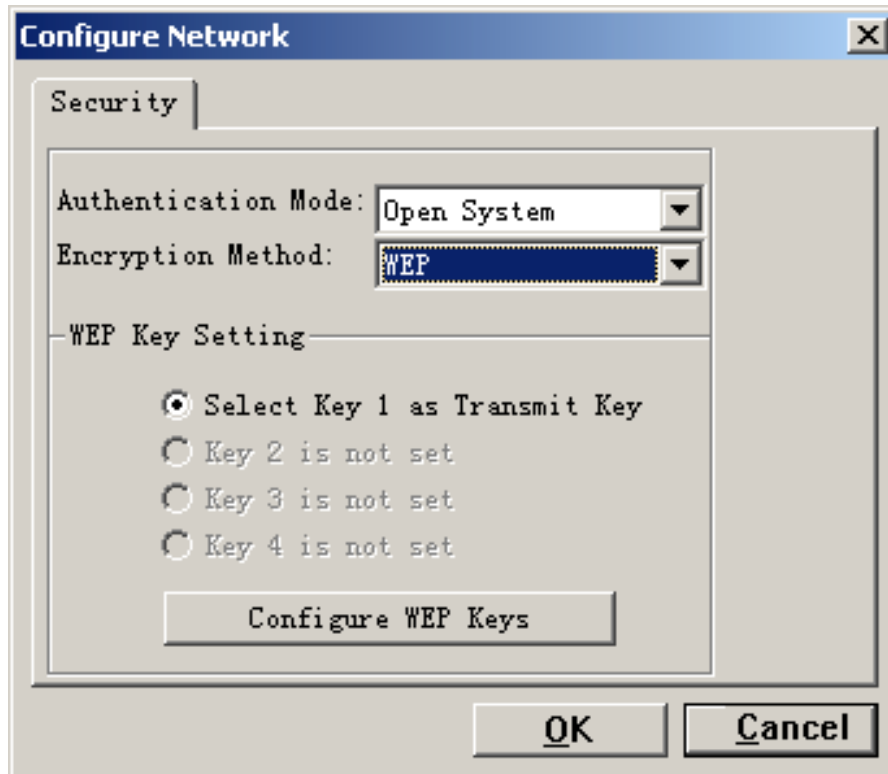 Configure Network
Security
Authentication Mode: Open System
Encryption Method: WEP
WEP Key Setting
Select Key 1 as Transmit Key
Key 2 is not set
Key 3 is not set
Key 4 is not set
Configure WEP Keys
OK Cancel